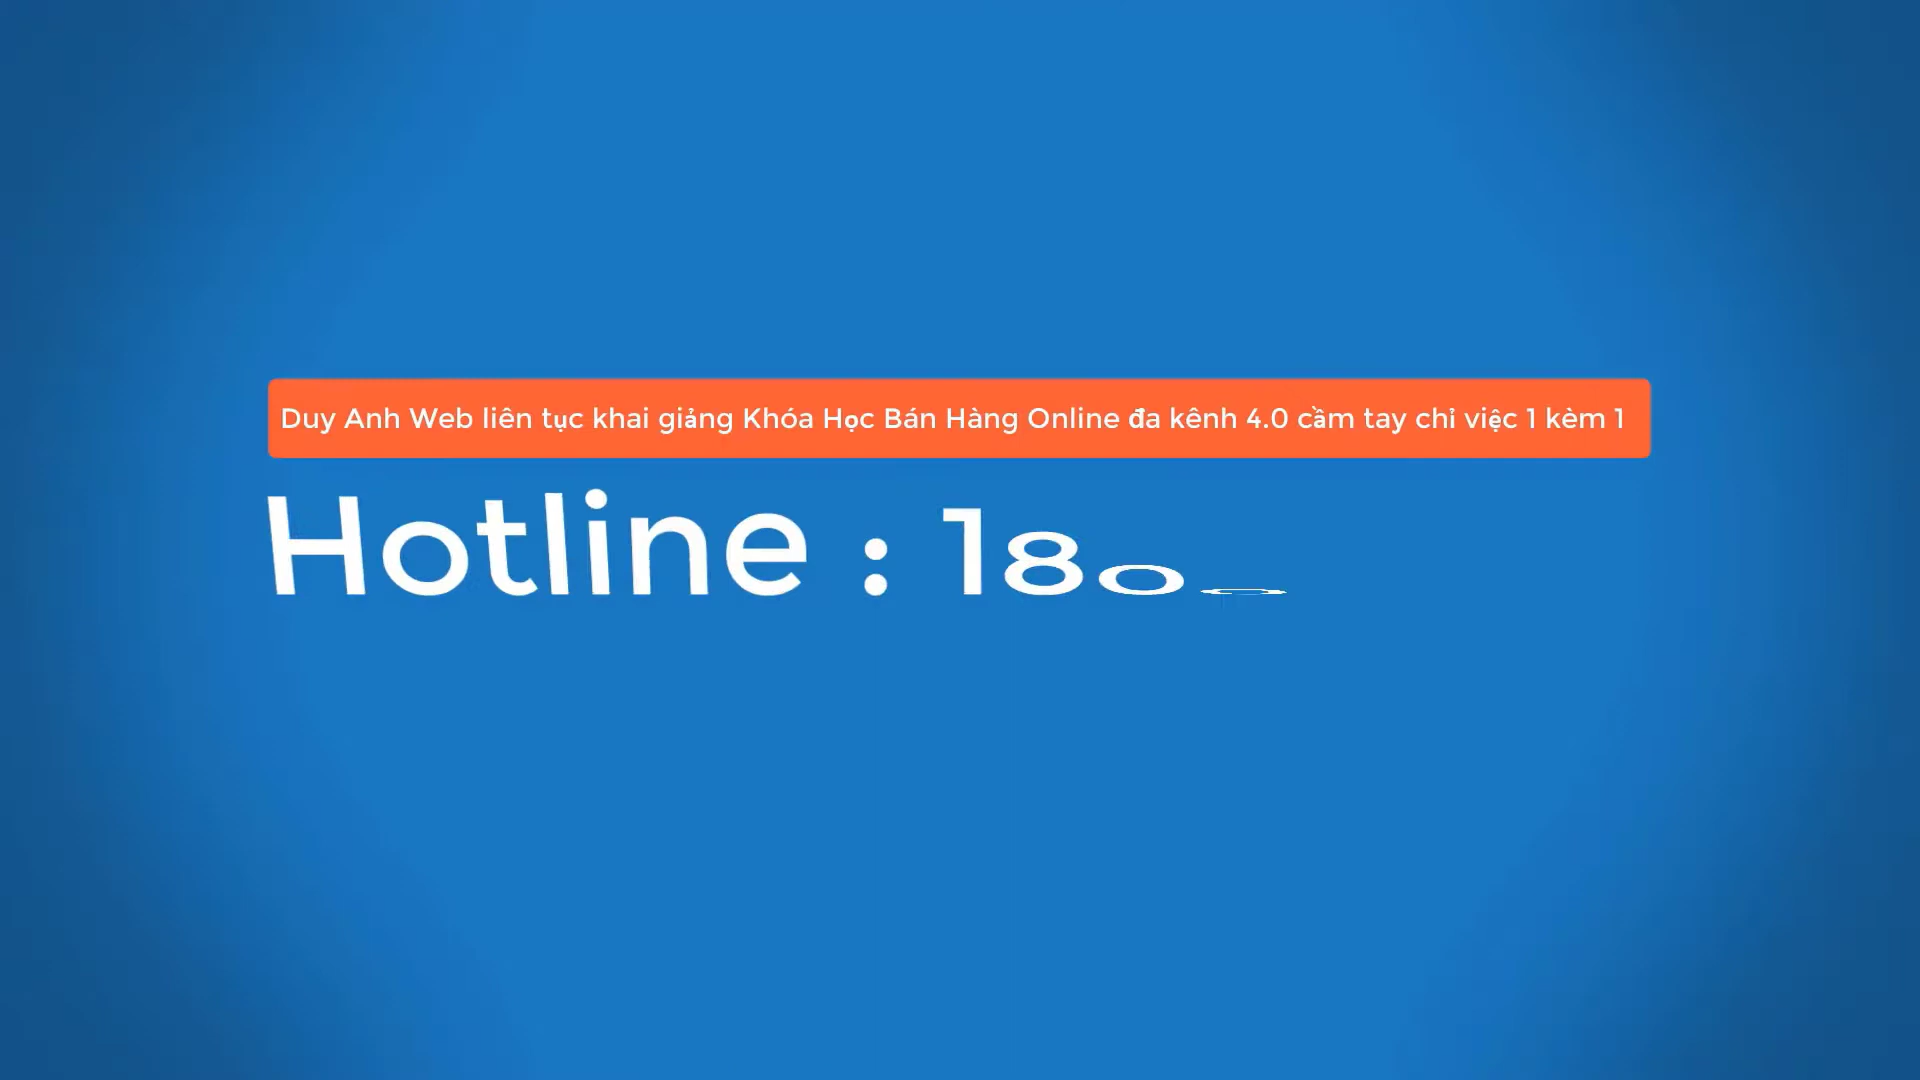 Duy Anh Web liên tục khai giảng Khóa Học Bán Hàng Online đa kênh 4.0 cầm tay chỉ việc 1 kèm 1
Hotline : 180